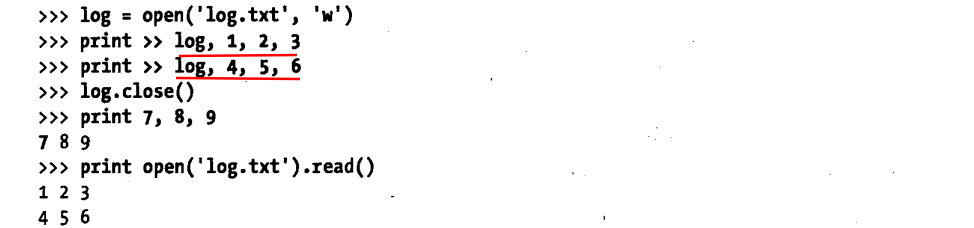 >>> log = open('log.txt', 'w')
>>> print >> log, 1, 2, 3
>>> print >> log, 4, 5, 6
>>> log.close()
>>> print 7, 8, 9
7 8 9
>>> print open('log.txt').read()
1 2 3
4 5 6